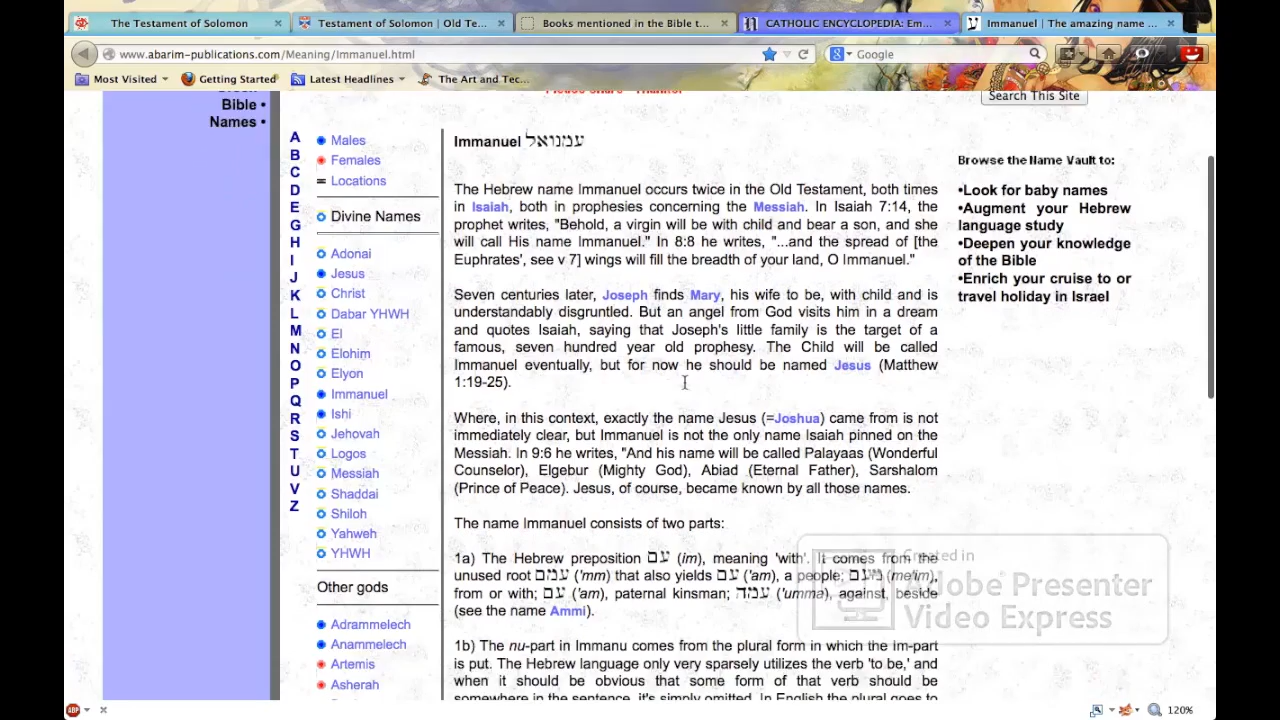 The Testament of Solomon
Testament of Solomon | Old Te...
Books mentioned in the Bible t...
CATHOLIC ENCYCLOPEDIA: Em...
Immanuel | The amazing name ...
www.abarim-publications.com/Meaning/Immanuel.html
Google
Most Visited
Getting Started
Latest Headlines
The Art and Tec...
Bible •
Names •
A
B
C
D
E
F
G
H
I
J
K
L
M
N
O
P
Q
R
S
T
U
V
Z
Males
Females
Locations
Divine Names
Adonai
Jesus
Christ
Dabar YHWH
El
Elohim
Elyon
Immanuel
Ishi
Jehovah
Logos
Messiah
Shaddai
Shiloh
Yahweh
YHWH
Other gods
Adrammelech
Anammelech
Artemis
Asherah
Immanuel עמנואל
The Hebrew name Immanuel occurs twice in the Old Testament, both times
in Isaiah, both in prophesies concerning the Messiah. In Isaiah 7:14, the
prophet writes, "Behold, a virgin will be with child and bear a son, and she
will call His name Immanuel." In 8:8 he writes, "...and the spread of [the
Euphrates', see v 7] wings will fill the breadth of your land, O Immanuel."
Seven centuries later, Joseph finds Mary, his wife to be, with child and is
understandably disgruntled. But an angel from God visits him in a dream
and quotes Isaiah, saying that Joseph's little family is the target of a
famous, seven hundred year old prophesy. The Child will be called
Immanuel eventually, but for now he should be named Jesus (Matthew
1:19-25).
Where, in this context, exactly the name Jesus (=Joshua) came from is not
immediately clear, but Immanuel is not the only name Isaiah pinned on the
Messiah. In 9:6 he writes, "And his name will be called Palayaas (Wonderful
Counselor), Elgebur (Mighty God), Abiad (Eternal Father), Sarshalom
(Prince of Peace). Jesus, of course, became known by all those names.
The name Immanuel consists of two parts:
1a) The Hebrew preposition עם (im), meaning 'with'. It comes from the
unused root עמם ('mm) that also yields עם ('am), a people; (me'im),
from or with; עם ('am), paternal kinsman; ('umma), against, beside
(see the name Ammi).
1b) The nu-part in Immanu comes from the plural form in which the Im-part
is put. The Hebrew language only very sparsely utilizes the verb 'to be,' and
when it should be obvious that some form of that verb should be
somewhere in the sentence, it's simply omitted. In English the plural goes to
Search This Site
Browse the Name Vault to:
•Look for baby names
•Augment your Hebrew
language study
•Deepen your knowledge
of the Bible
•Enrich your cruise to or
travel holiday in Israel
Created in
Adobe Presenter
Video Express
ABP
120%